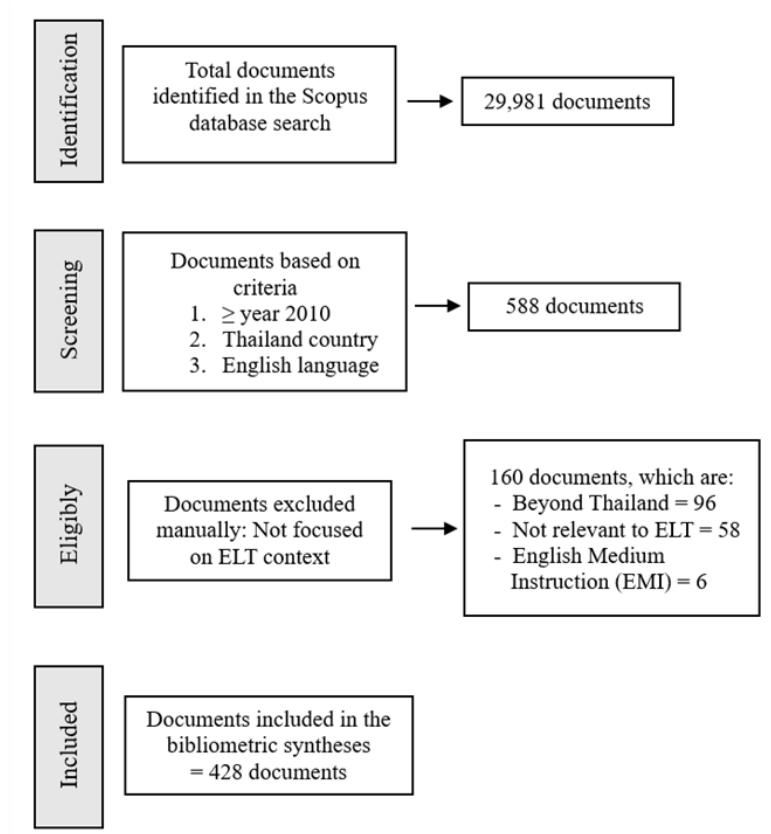 Identification
Total documents
identified in the Scopus
database search
29,981 documents
Screening
Documents based on
criteria
1. ≥ year 2010
2. Thailand country
3. English language
588 documents
Eligibly
Documents excluded
manually: Not focused
on ELT context
160 documents, which are:
- Beyond Thailand = 96
- Not relevant to ELT = 58
- English Medium
Instruction (EMI) = 6
Included
Documents included in the
bibliometric syntheses
= 428 documents